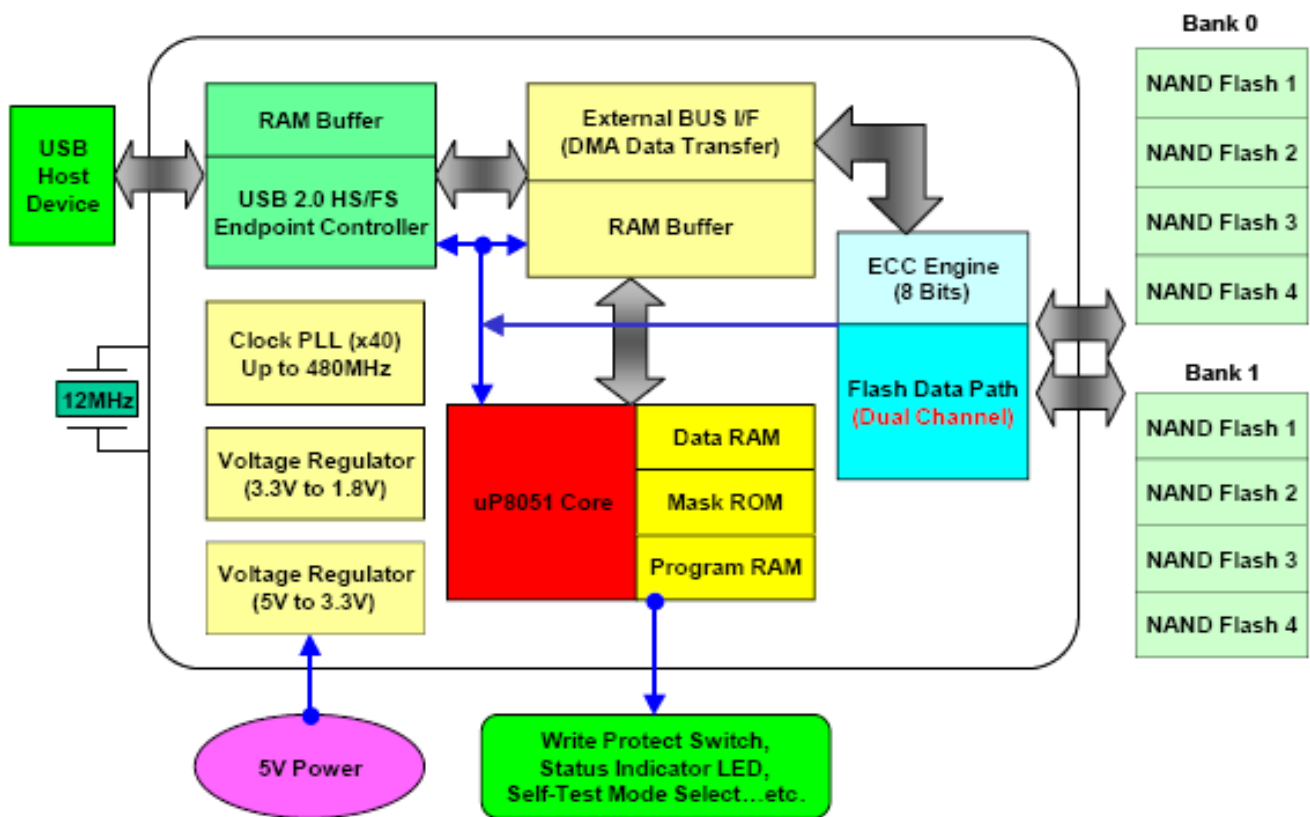 Bank 0
NAND Flash 1
NAND Flash 2
NAND Flash 3
NAND Flash 4
USB
Host
Device
RAM Buffer
USB 2.0 HS/FS
Endpoint Controller
External BUS I/F
(DMA Data Transfer)
RAM Buffer
ECC Engine
(8 Bits)
Flash Data Path
(Dual Channel)
Clock PLL (x40)
Up to 480MHz
12MHz
Voltage Regulator
(3.3V to 1.8V)
Voltage Regulator
(5V to 3.3V)
uP8051 Core
Data RAM
Mask ROM
Program RAM
Bank 1
NAND Flash 1
NAND Flash 2
NAND Flash 3
NAND Flash 4
5V Power
Write Protect Switch,
Status Indicator LED,
Self-Test Mode Select...etc.